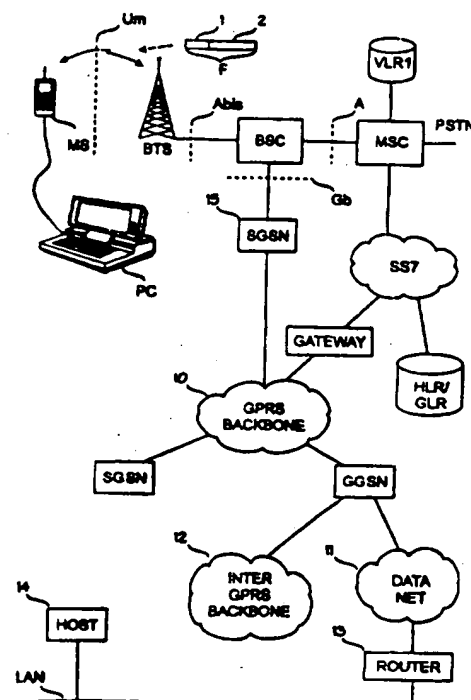 Um
1
2
F
VLR1
Abis
A
PSTN
MS
BTS
BSC
MSC
Gb
15
SGSN
PC
SS7
GATEWAY
10
GPRS
BACKBONE
HLR/
GLR
SGSN
GGSN
12
INTER
GPRS
BACKBONE
11
DATA
NET
14
HOST
13
ROUTER
LAN